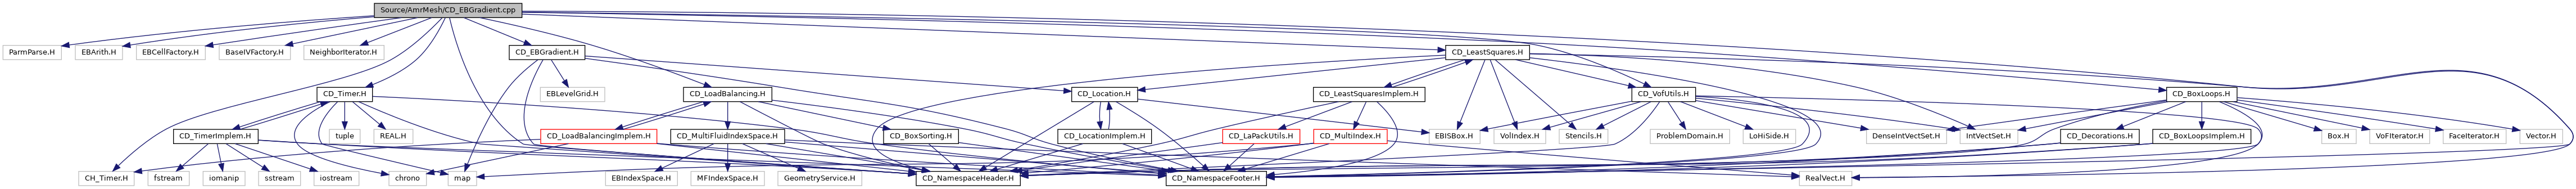 Source/AmrMesh/CD_EBGradient.cpp
ParmParse.H
EBArith.H
EBCellFactory.H
BaseIVFactory.H
NeighborIterator.H
CD_EBGradient.H
CD_LeastSquares.H
CD_Timer.H
EBLevelGrid.H
CD_LoadBalancing.H
CD_Location.H
CD_LeastSquaresImplem.H
CD_VofUtils.H
CD_BoxLoops.H
CD_TimerImplem.H
tuple
REAL.H
CD_LoadBalancingImplem.H
CD_MultiFluidIndexSpace.H
CD_BoxSorting.H
CD_LocationImplem.H
CD_LaPackUtils.H
CD_MultiIndex.H
EBISBox.H
VolIndex.H
Stencils.H
ProblemDomain.H
LoHiSide.H
DenseIntVectSet.H
IntVectSet.H
CD_Decorations.H
CD_BoxLoopsImplem.H
Box.H
VoFIterator.H
FaceIterator.H
Vector.H
CH_Timer.H
fstream
iomanip
sstream
iostream
chrono
map
EBIndexSpace.H
MFIndexSpace.H
GeometryService.H
CD_NamespaceHeader.H
CD_NamespaceFooter.H
RealVect.H